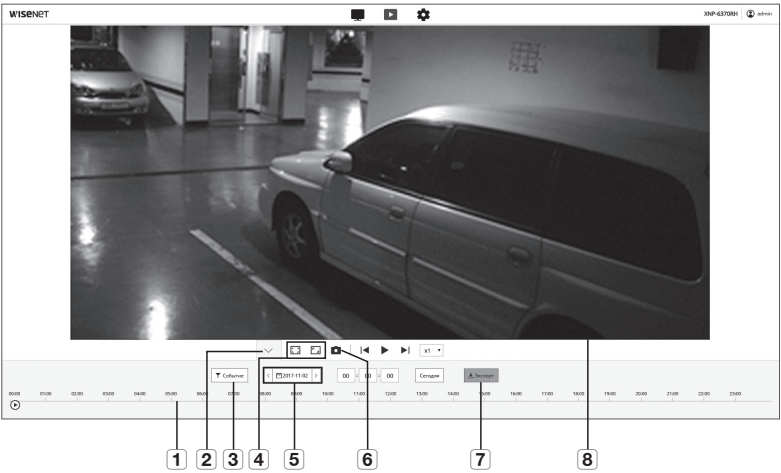 WISENET
XNP-6370RH admin
x1
Событие 2017-11-02 00 : 00 : 00 Сегодня Экспорт
00:00 01:00 02:00 03:00 04:00 05:00 06:00 07:00 08:00 09:00 10:00 11:00 12:00 13:00 14:00 15:00 16:00 17:00 18:00 19:00 20:00 21:00 22:00 23:00
1 2 3 4 5 6 7 8